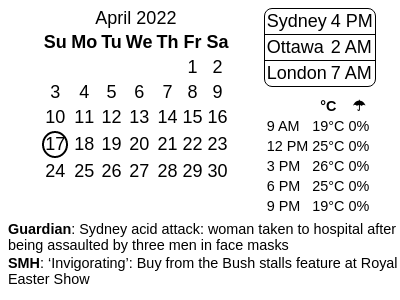 April 2022
Su Mo Tu We Th Fr Sa
1 2
3 4 5 6 7 8 9
10 11 12 13 14 15 16
17 18 19 20 21 22 23
24 25 26 27 28 29 30
Sydney 4 PM
Ottawa 2 AM
London 7 AM
°C ☂
9 AM 19°C 0%
12 PM 25°C 0%
3 PM 26°C 0%
6 PM 25°C 0%
9 PM 19°C 0%
Guardian: Sydney acid attack: woman taken to hospital after
being assaulted by three men in face masks
SMH: ‘Invigorating’: Buy from the Bush stalls feature at Royal
Easter Show